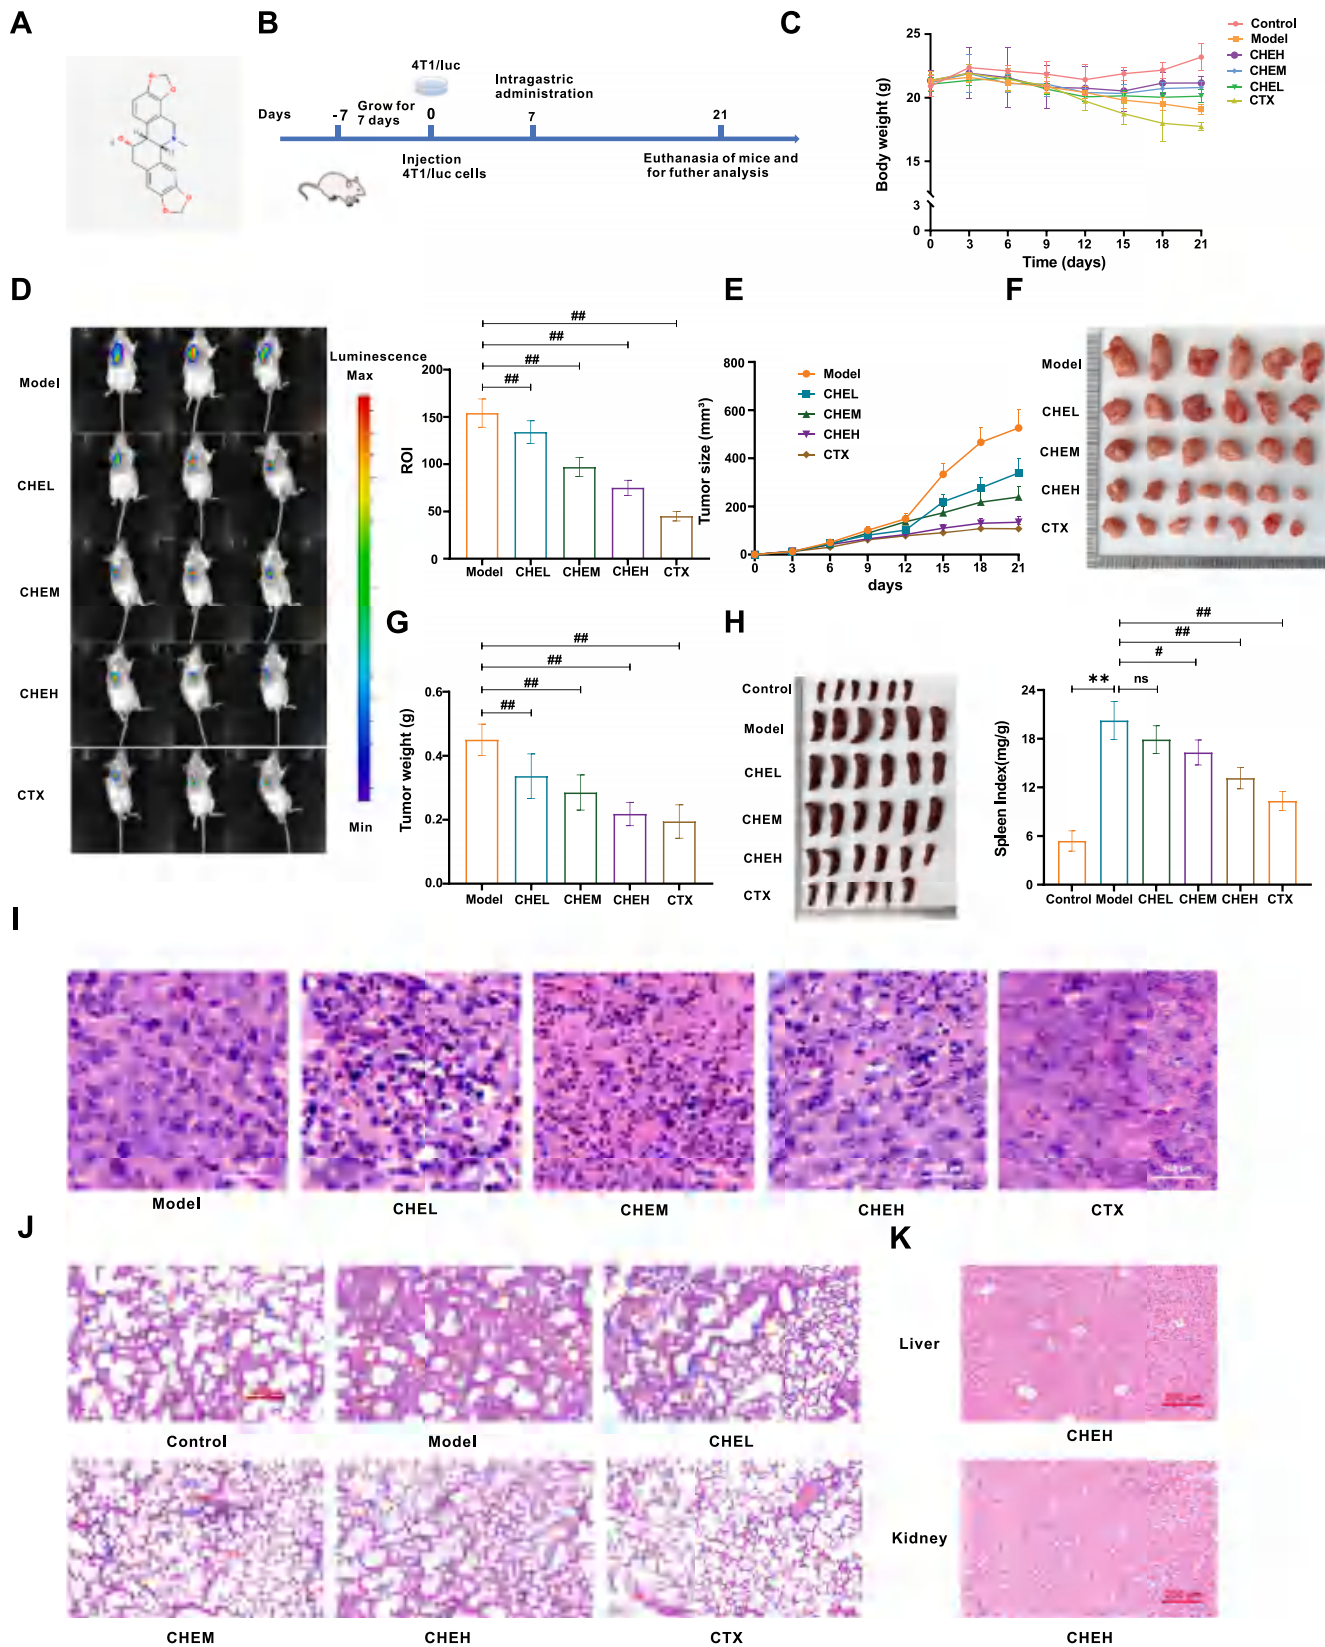 A
B
4T1/luc
Intragastric
administration
Days
-7
Grow for
7 days
0
7
21
Injection
4T1/luc cells
Euthanasia of mice and
for futher analysis
C
Body weight (g)
25
20
15
3
0
0 3 6 9 12 15 18 21
Time (days)
Control
Model
CHEH
CHEM
CHEL
CTX
D
Model
CHEL
CHEM
CHEH
CTX
Luminescence
Max
Min
ROI
200
150
100
50
0
##
##
##
##
Model CHEL CHEM CHEH CTX
E
Tumor size (mm³)
800
600
400
200
0
0 3 6 9 12 15 18 21
days
Model
CHEL
CHEM
CHEH
CTX
F
Model
CHEL
CHEM
CHEH
CTX
G
Tumor weight (g)
0.6
0.4
0.2
0.0
##
##
##
##
Model CHEL CHEM CHEH CTX
H
Control
Model
CHEL
CHEM
CHEH
CTX
Spleen Index(mg/g)
24
18
12
6
0
##
##
#
** ns
Control Model CHEL CHEM CHEH CTX
I
Model
CHEL
CHEM
CHEH
CTX
J
Control
Model
CHEL
CHEM
CHEH
CTX
K
Liver
CHEH
Kidney
CHEH